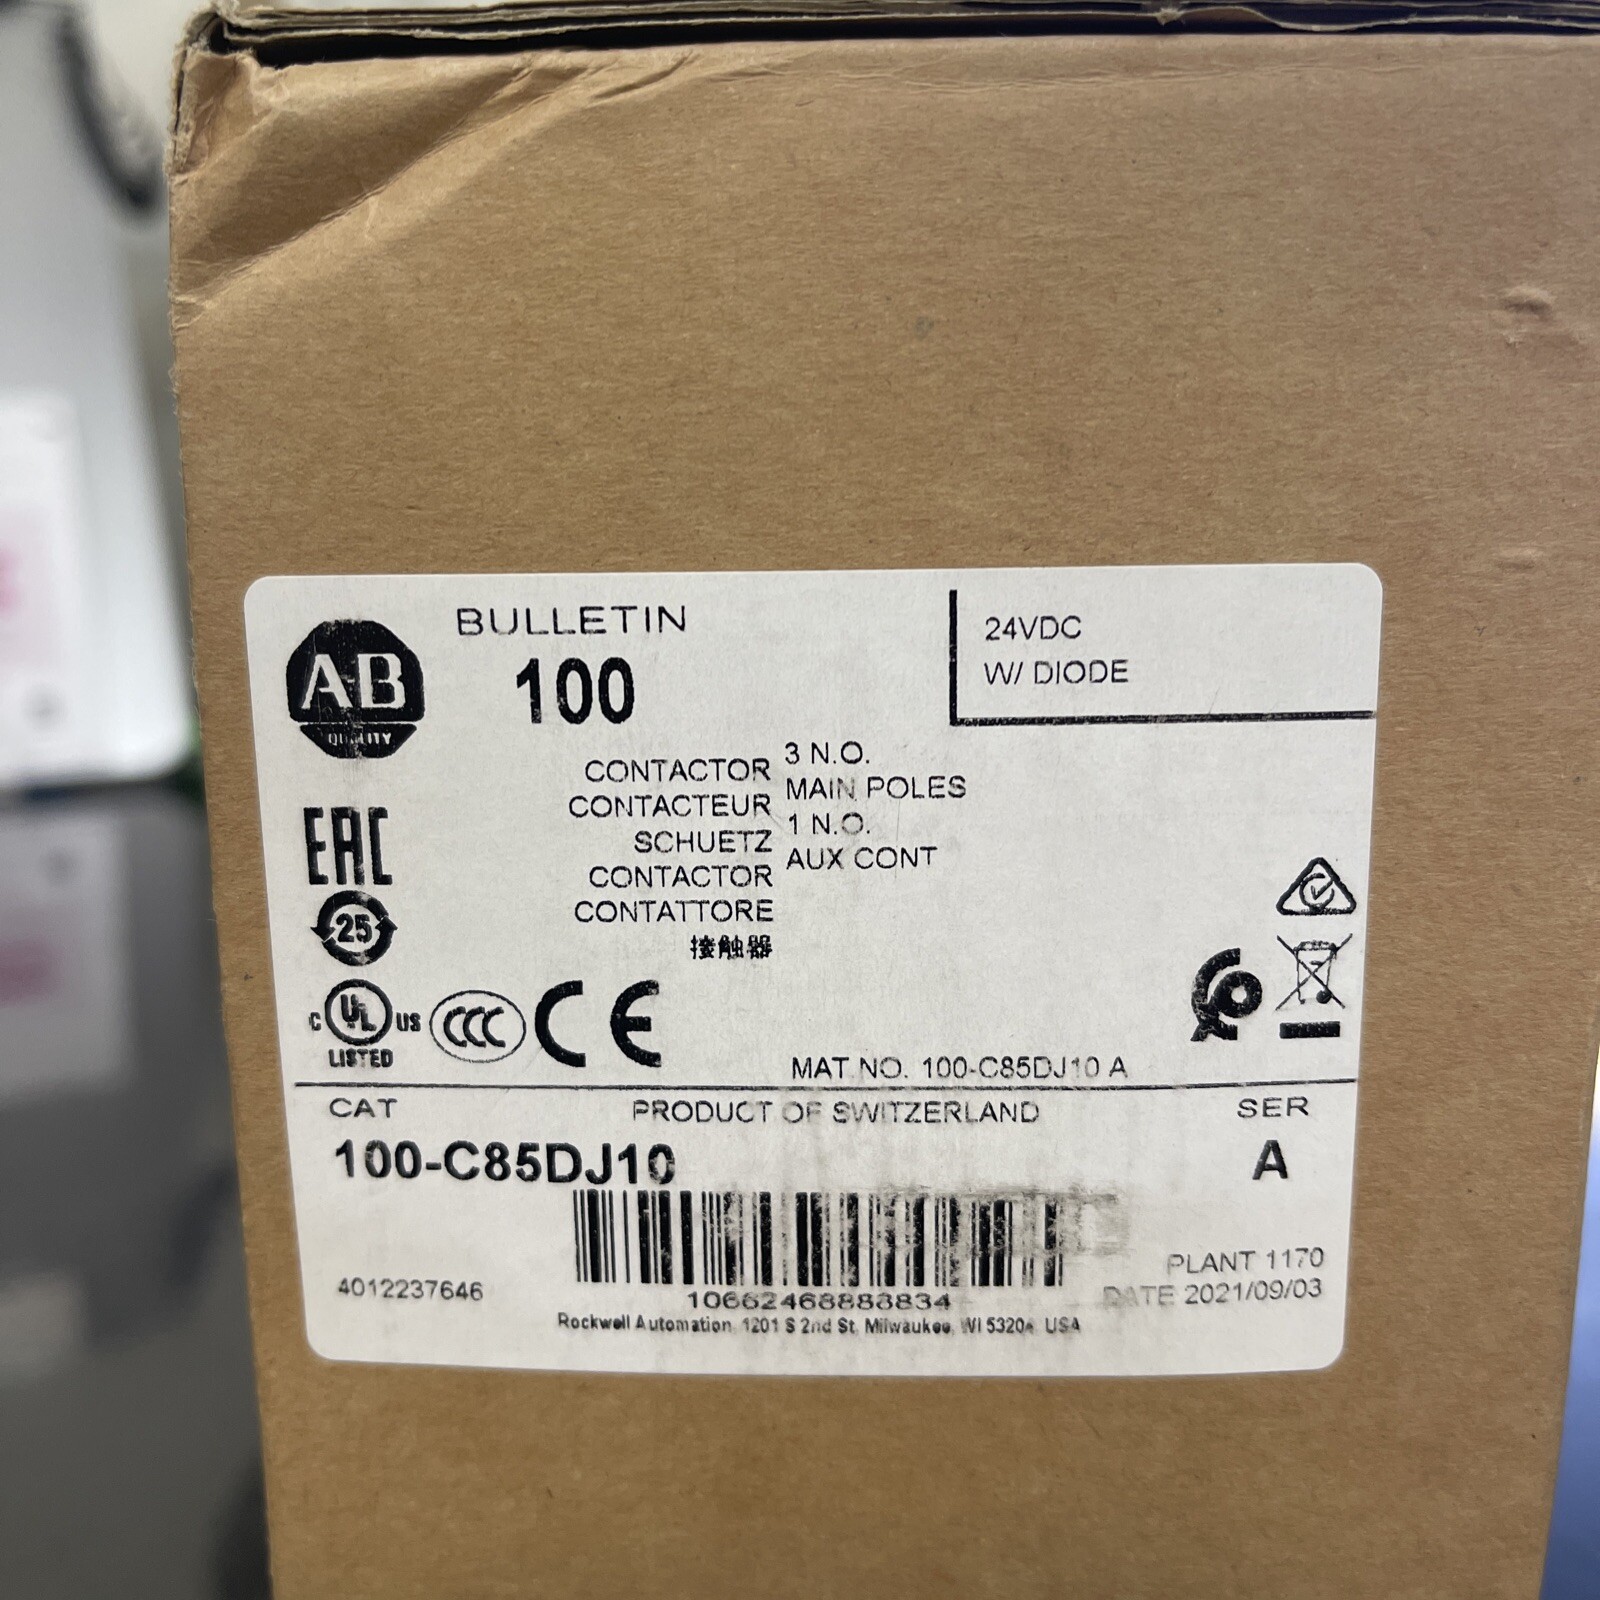 BULLETIN
100
24VDC
W/ DIODE
AB
QUALITY
CONTACTOR
CONTACTEUR
SCHUETZ
CONTACTOR
CONTATTORE
接触器
3 N.O.
MAIN POLES
1 N.O.
AUX CONT
EAC
25
C UL US
LISTED
CCC
CE
MAT NO. 100-C85DJ10 A
CAT
PRODUCT OF SWITZERLAND
SER
100-C85DJ10
A
4012237646
10662468883834
PLANT 1170
DATE 2021/09/03
Rockwell Automation, 1201 S 2nd St, Milwaukee, WI 53204 USA